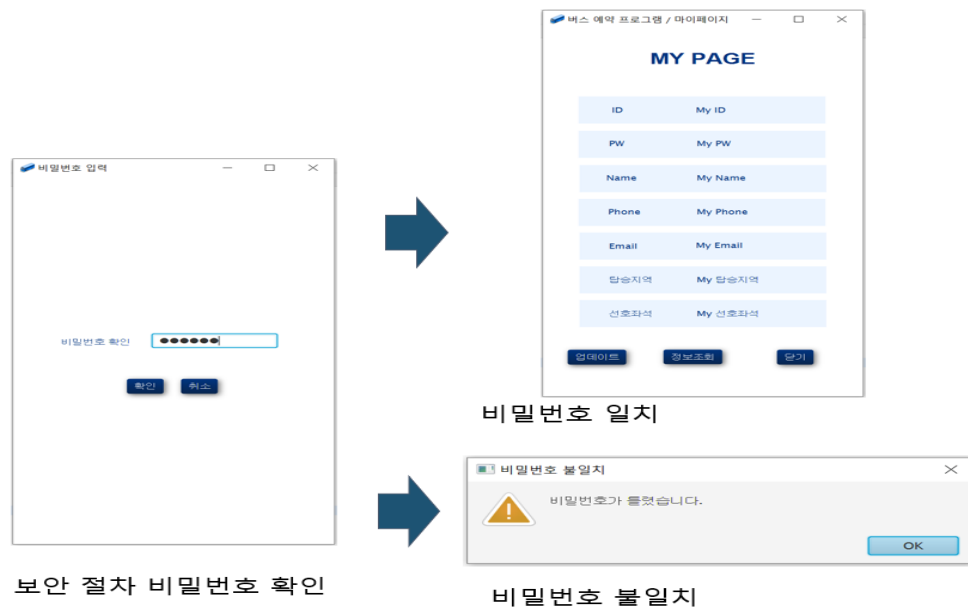 비밀번호 입력
비밀번호 확인
확인 취소
보안 절차 비밀번호 확인
버스 예약 프로그램 / 마이페이지
MY PAGE
ID My ID
PW My PW
Name My Name
Phone My Phone
Email My Email
탑승지역 My 탑승지역
선호좌석 My 선호좌석
업데이트 정보조회 닫기
비밀번호 일치
비밀번호 불일치
비밀번호가 틀렸습니다.
OK
비밀번호 불일치